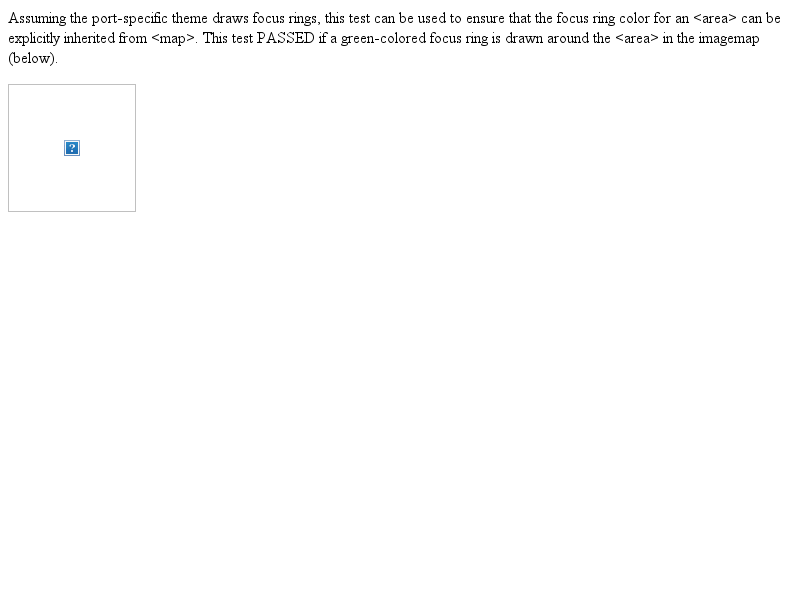 Assuming the port-specific theme draws focus rings, this test can be used to ensure that the focus ring color for an <area> can be
explicitly inherited from <map>. This test PASSED if a green-colored focus ring is drawn around the <area> in the imagemap
(below).
?